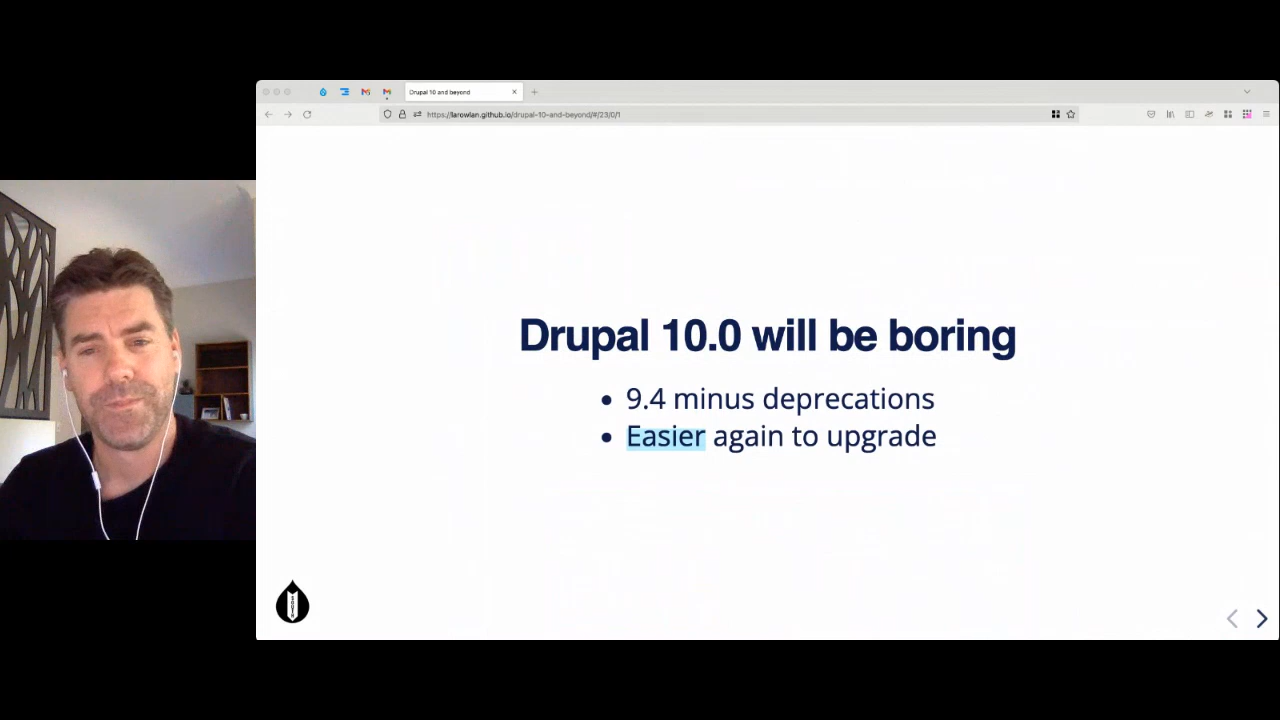 Drupal 10 and beyond
https://larowlan.github.io/drupal-10-and-beyond/#/23/0/1
Drupal 10.0 will be boring
9.4 minus deprecations
Easier again to upgrade